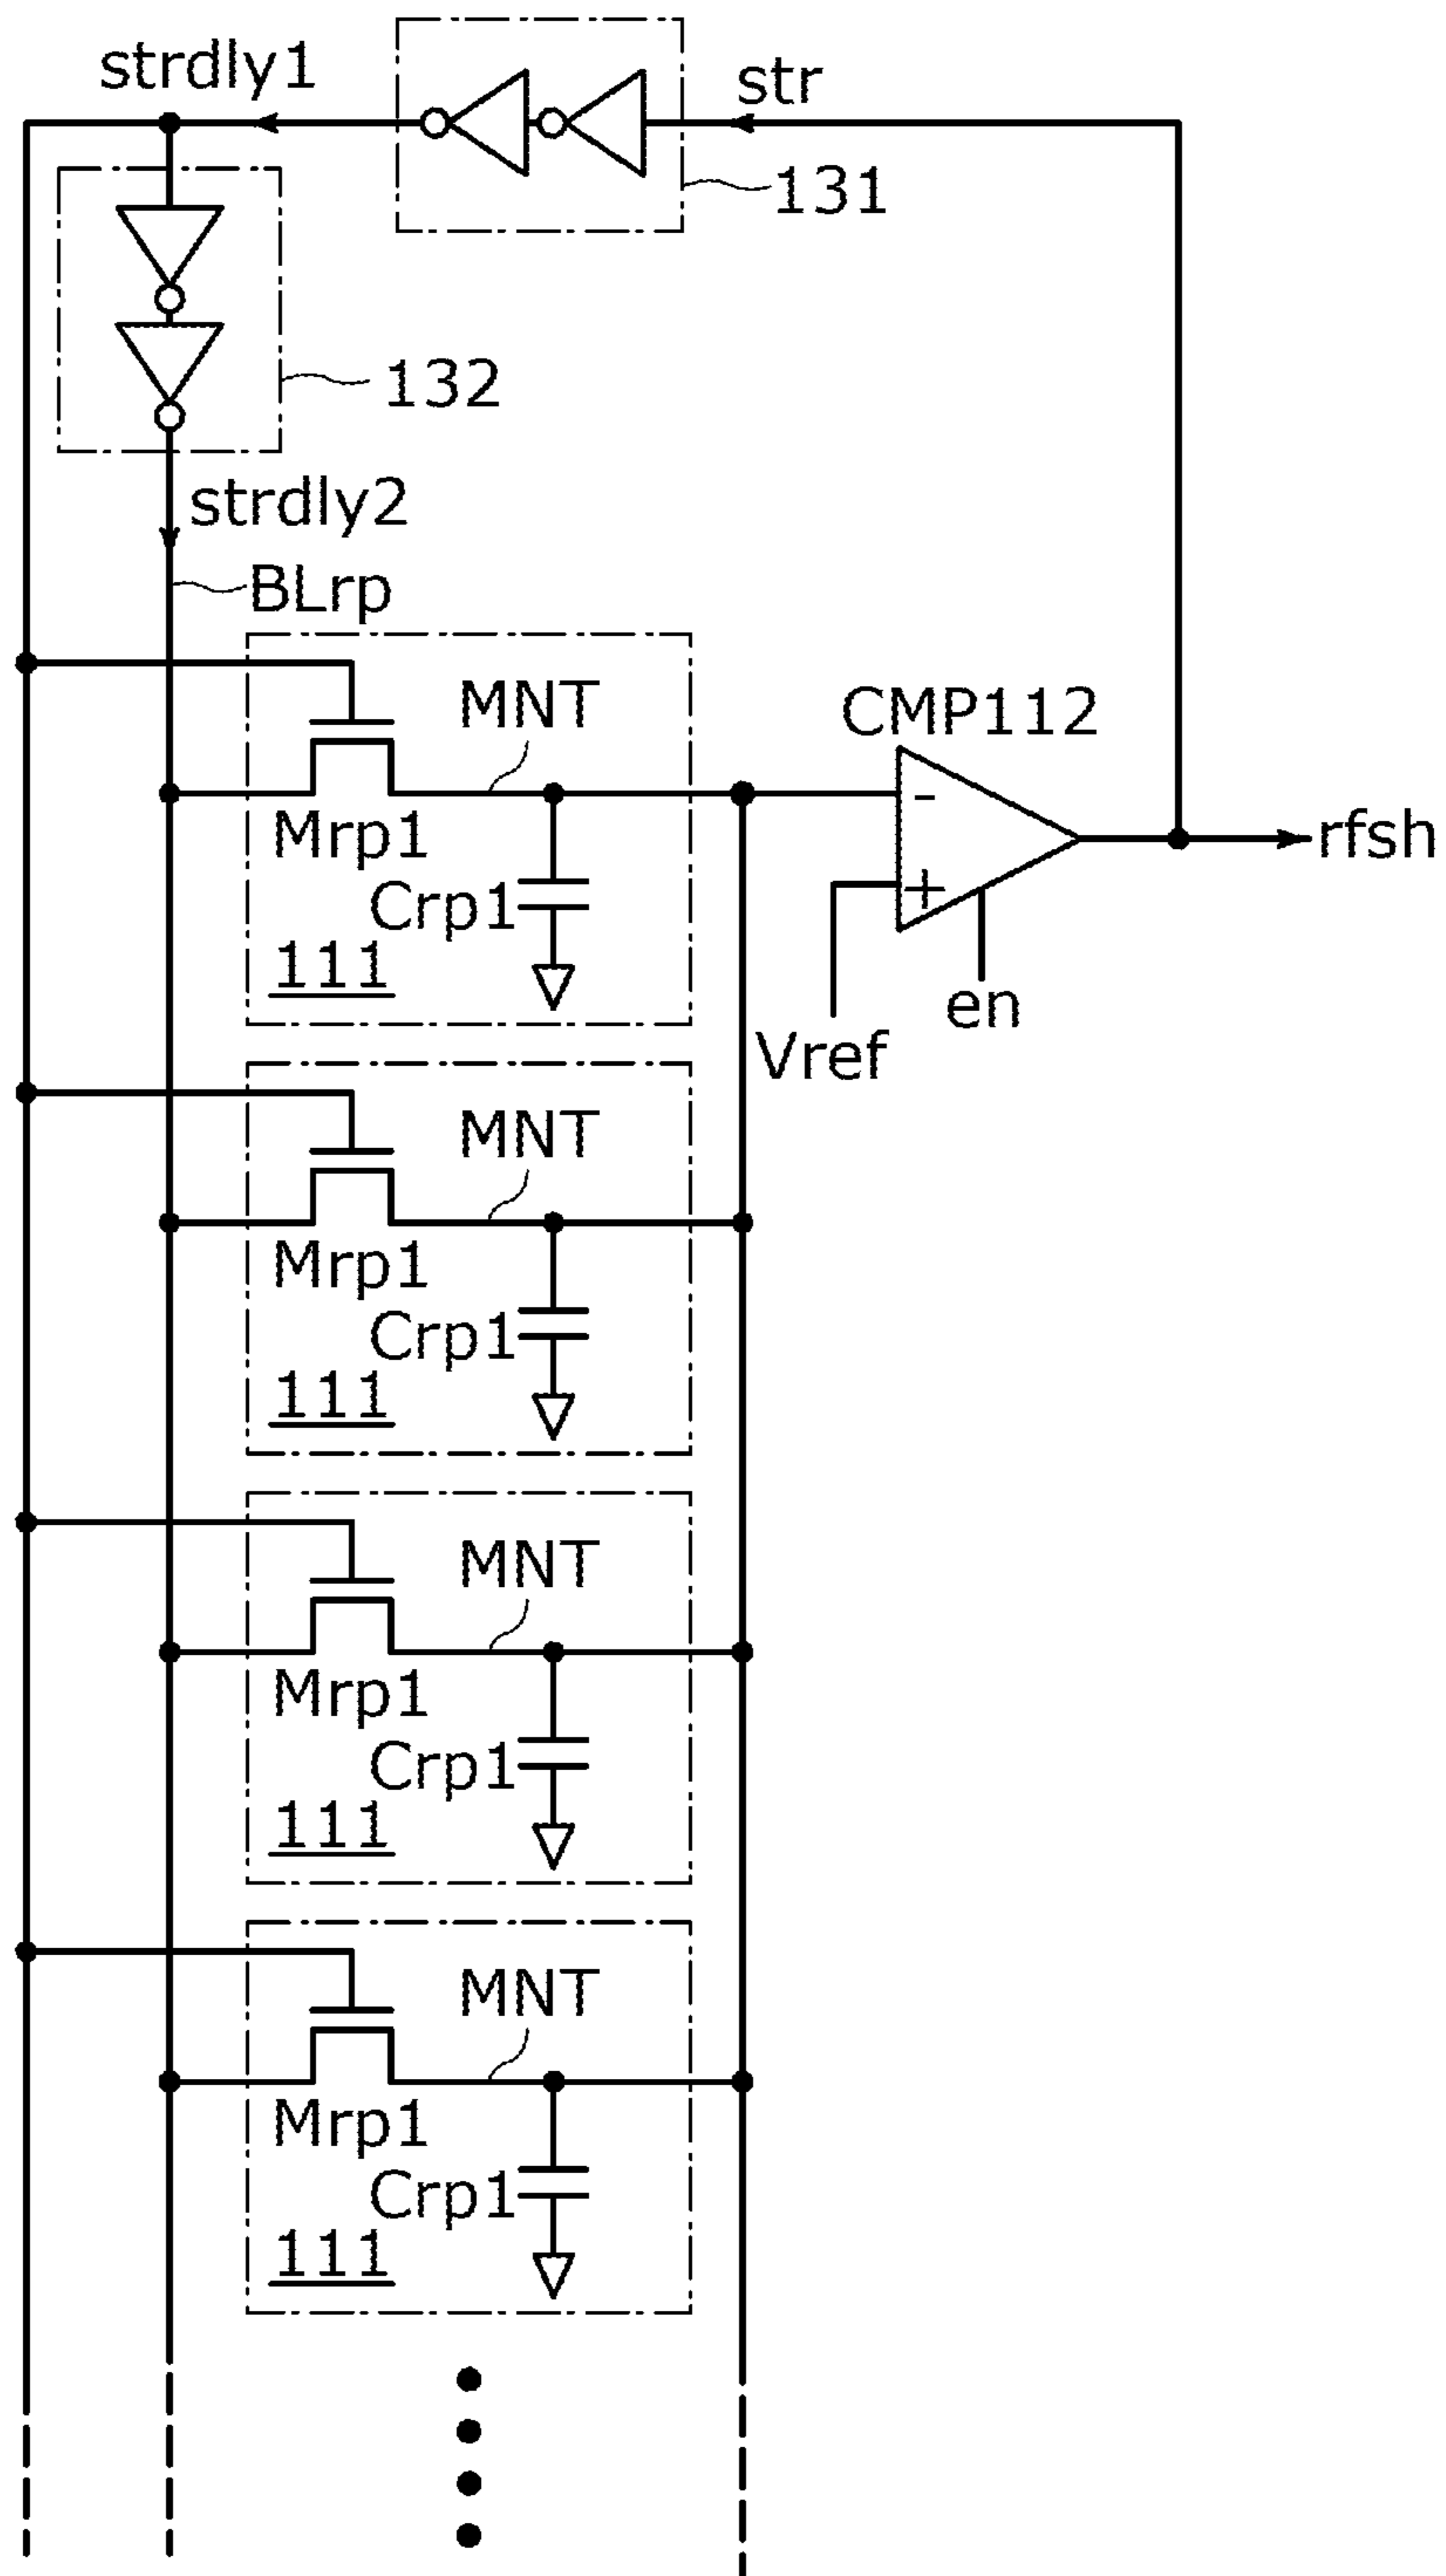 strdly1
str
131
132
strdly2
BLrp
MNT
CMP112
-
rfsh
Mrp1
+
Crp1
111
en
Vref
MNT
Mrp1
Crp1
111
MNT
Mrp1
Crp1
111
MNT
Mrp1
Crp1
111